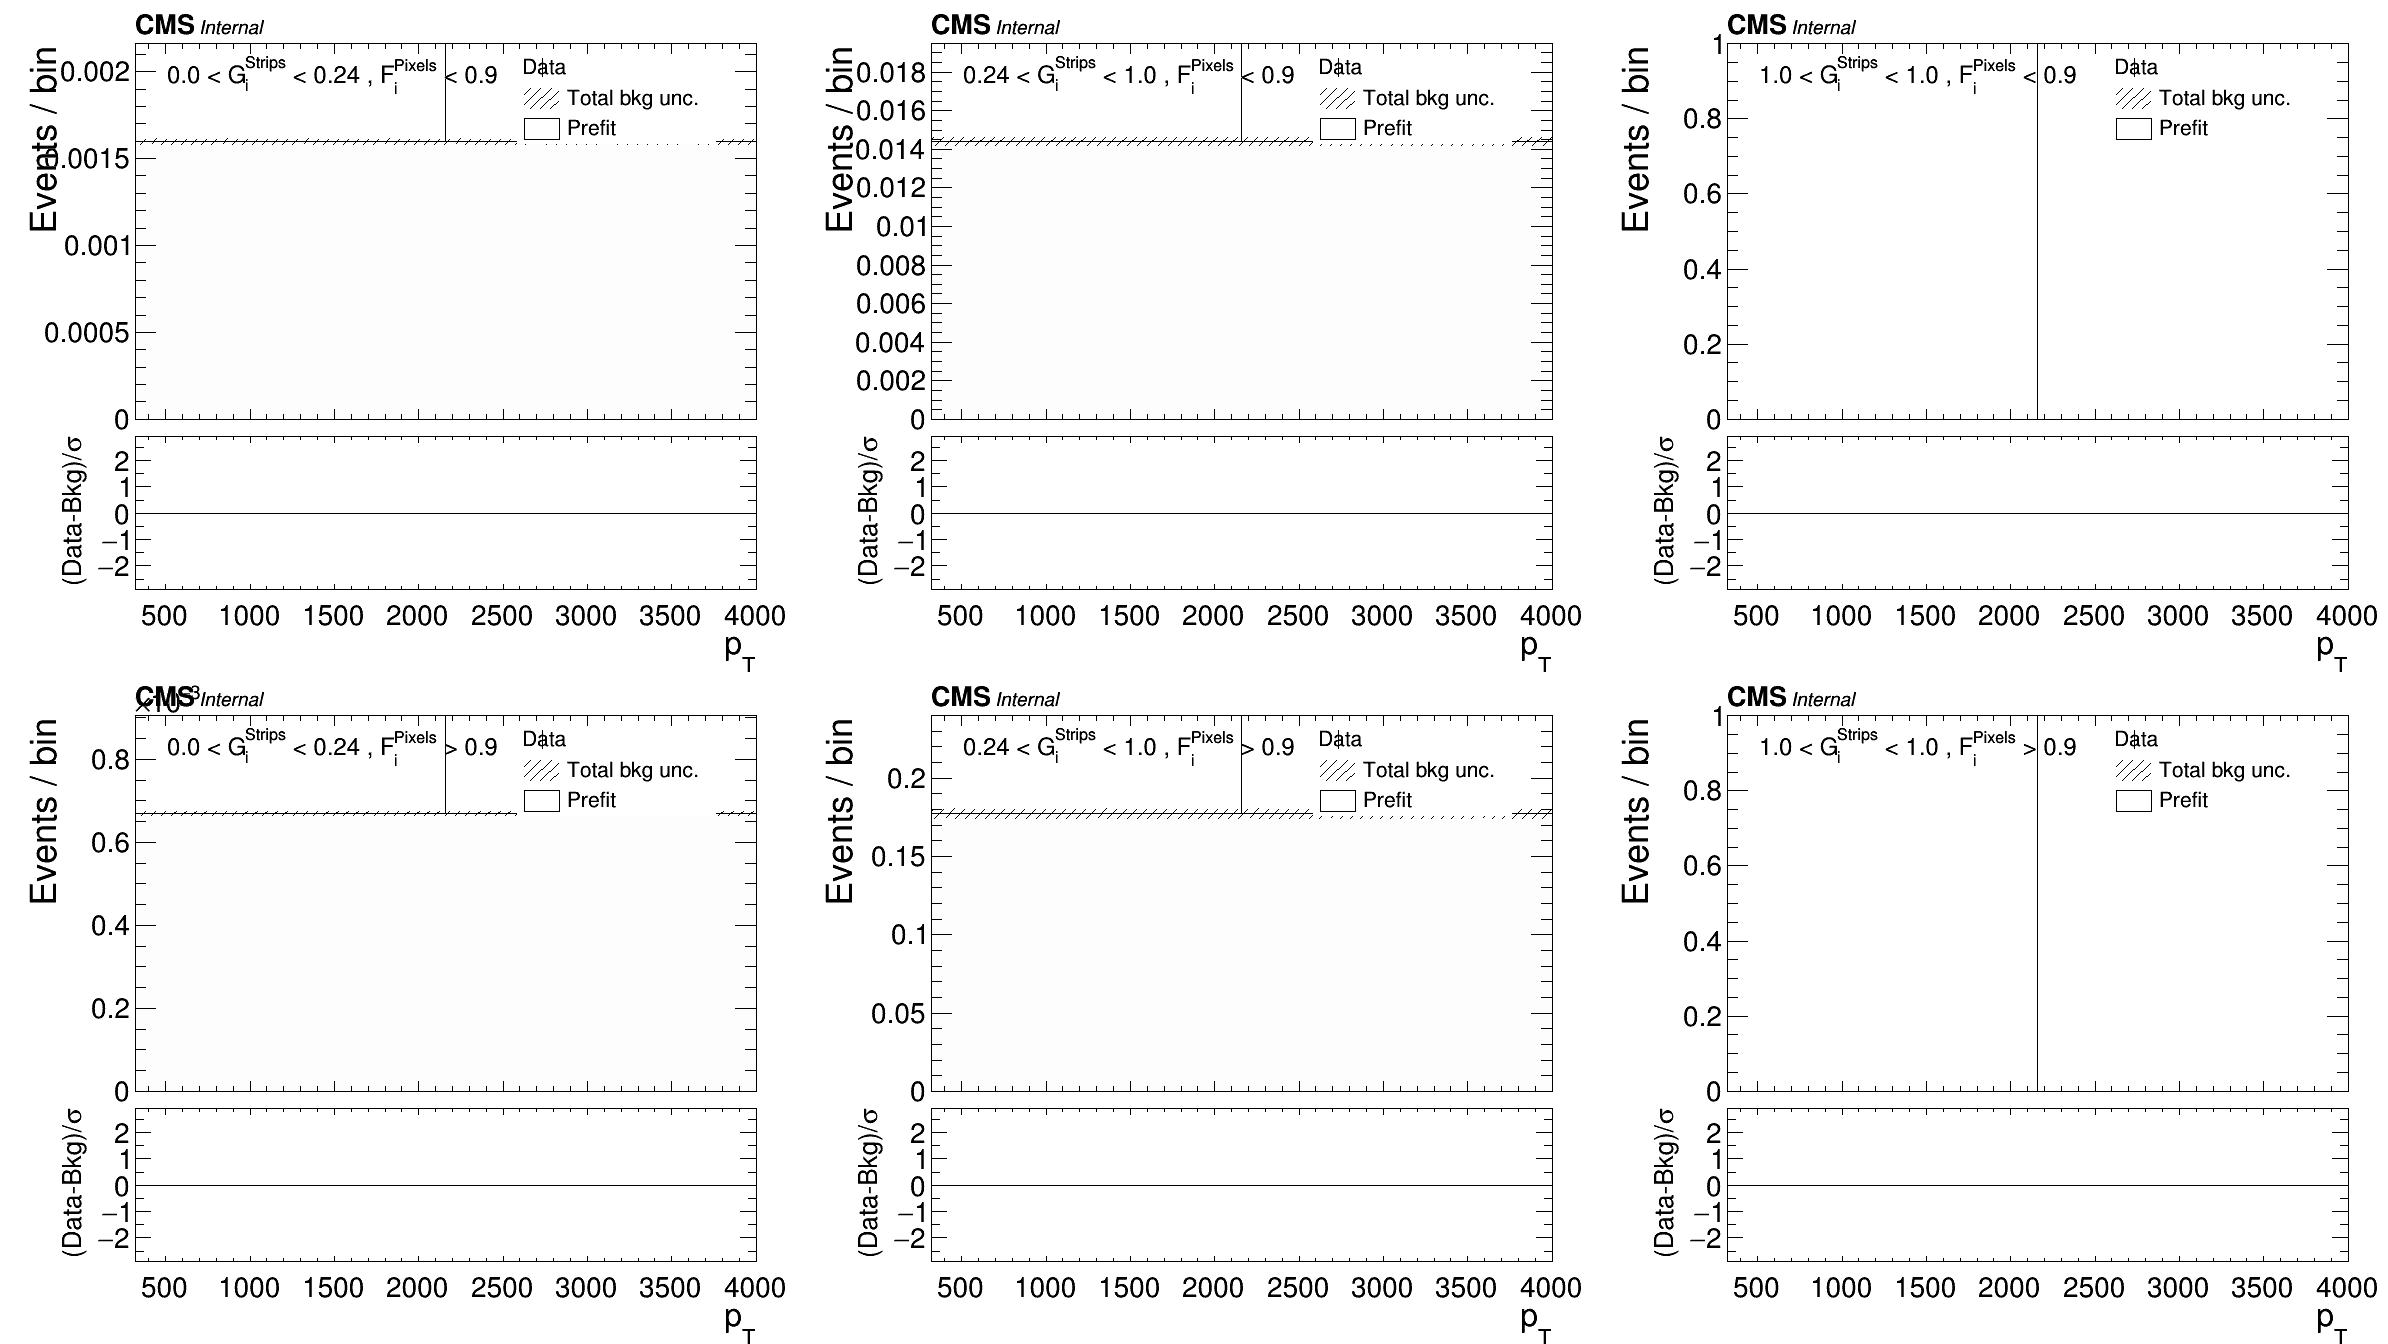 CMS Internal
Events / bin
0.0 < G_i^Strips < 0.24 , F_i^Pixels < 0.9
Data
Total bkg unc.
Prefit
0.002
0.0015
0.001
0.0005
0
(Data-Bkg)/σ
2
1
0
−1
−2
500 1000 1500 2000 2500 3000 3500 4000
p_T
CMS Internal
Events / bin
0.24 < G_i^Strips < 1.0 , F_i^Pixels < 0.9
Data
Total bkg unc.
Prefit
0.018
0.016
0.014
0.012
0.01
0.008
0.006
0.004
0.002
0
(Data-Bkg)/σ
2
1
0
−1
−2
500 1000 1500 2000 2500 3000 3500 4000
p_T
CMS Internal
Events / bin
1.0 < G_i^Strips < 1.0 , F_i^Pixels < 0.9
Data
Total bkg unc.
Prefit
1
0.8
0.6
0.4
0.2
0
(Data-Bkg)/σ
2
1
0
−1
−2
500 1000 1500 2000 2500 3000 3500 4000
p_T
CMS Internal
×10^−3
Events / bin
0.0 < G_i^Strips < 0.24 , F_i^Pixels > 0.9
Data
Total bkg unc.
Prefit
0.8
0.6
0.4
0.2
0
(Data-Bkg)/σ
2
1
0
−1
−2
500 1000 1500 2000 2500 3000 3500 4000
p_T
CMS Internal
Events / bin
0.24 < G_i^Strips < 1.0 , F_i^Pixels > 0.9
Data
Total bkg unc.
Prefit
0.2
0.15
0.1
0.05
0
(Data-Bkg)/σ
2
1
0
−1
−2
500 1000 1500 2000 2500 3000 3500 4000
p_T
CMS Internal
Events / bin
1.0 < G_i^Strips < 1.0 , F_i^Pixels > 0.9
Data
Total bkg unc.
Prefit
1
0.8
0.6
0.4
0.2
0
(Data-Bkg)/σ
2
1
0
−1
−2
500 1000 1500 2000 2500 3000 3500 4000
p_T